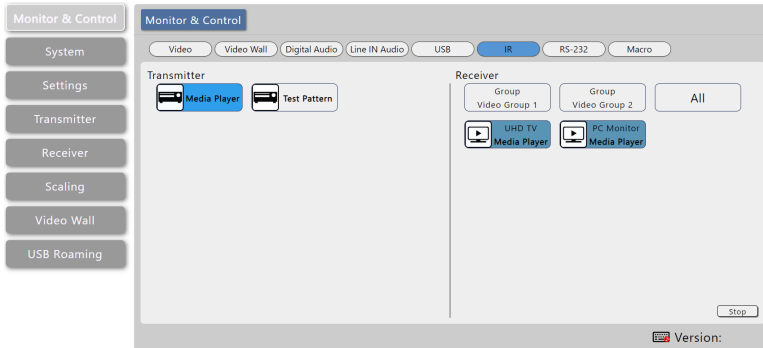 Monitor & Control
System
Settings
Transmitter
Receiver
Scaling
Video Wall
USB Roaming
Monitor & Control
Video
Video Wall
Digital Audio
Line IN Audio
USB
IR
RS-232
Macro
Transmitter
Media Player
Test Pattern
Receiver
Group
Video Group 1
Group
Video Group 2
All
UHD TV
Media Player
PC Monitor
Media Player
Stop
Version: